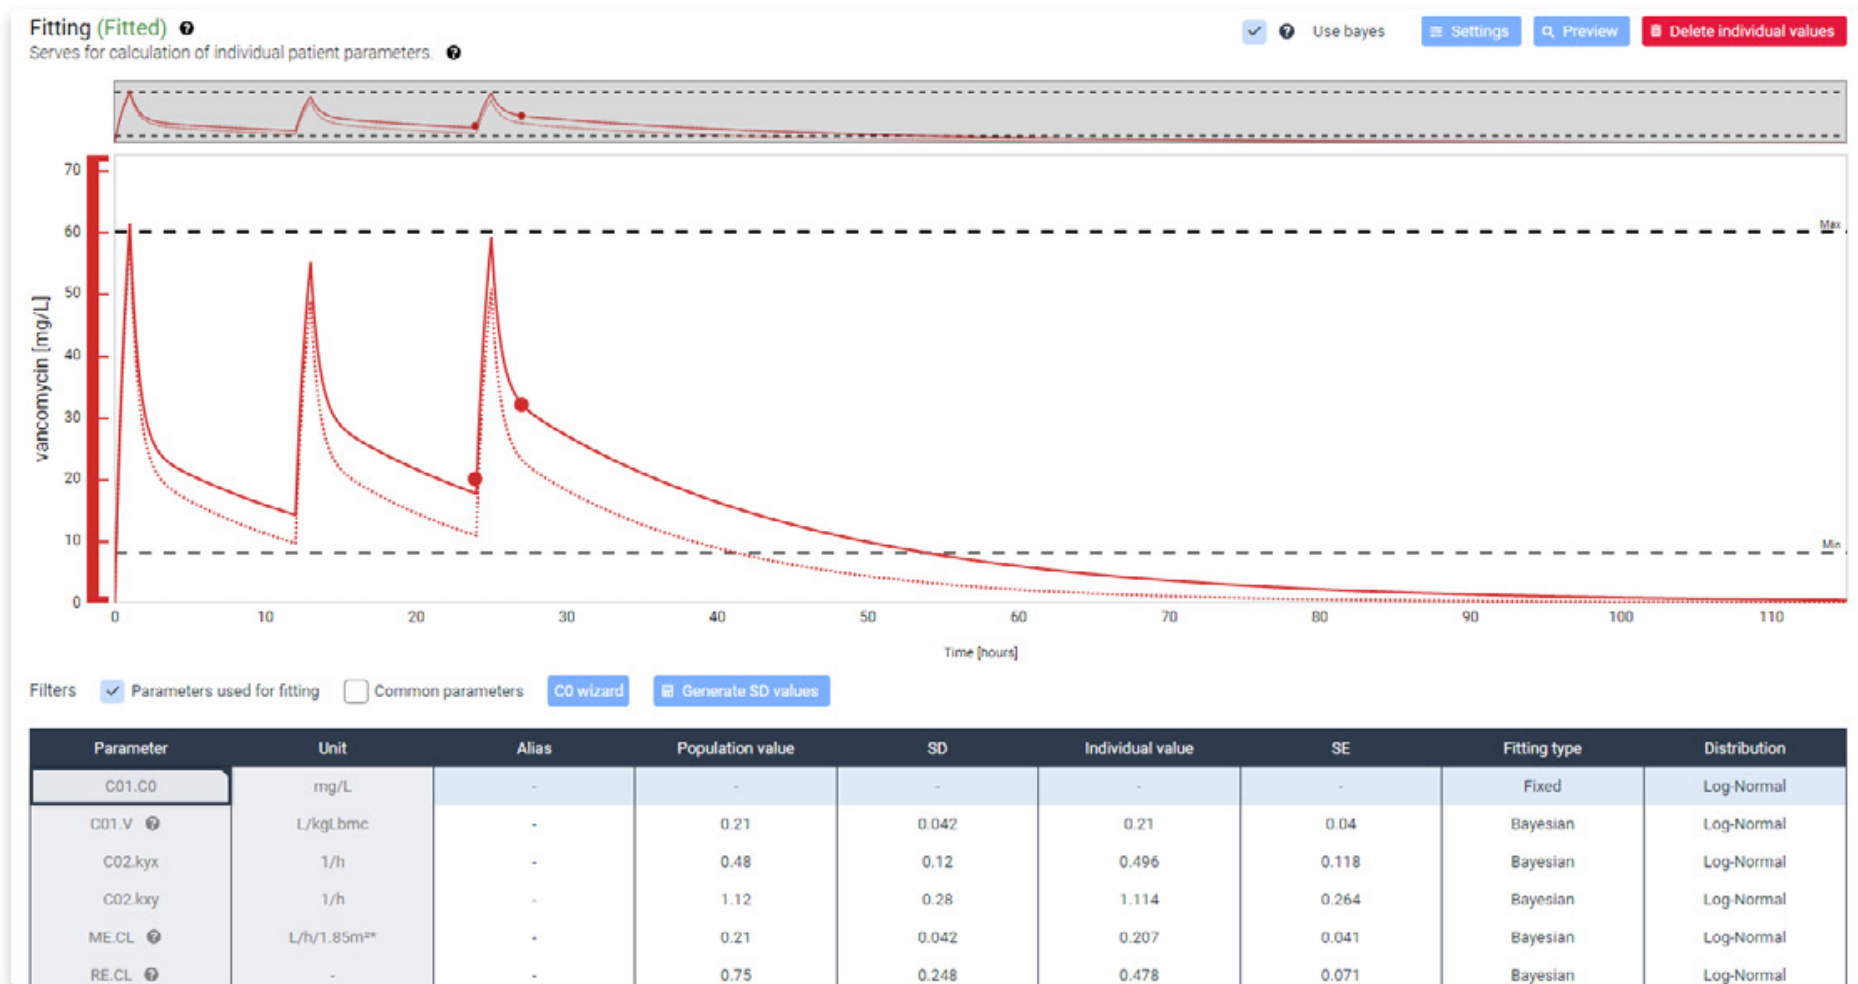 Fitting (Fitted)
Serves for calculation of individual patient parameters.
Use bayes
Settings
Preview
Delete individual values
vancomycin [mg/L]
70
60
50
40
30
20
10
0
Max
Min
0 10 20 30 40 50 60 70 80 90 100 110
Time [hours]
Filters Parameters used for fitting Common parameters C0 wizard Generate SD values
Parameter Unit Alias Population value SD Individual value SE Fitting type Distribution
C01.C0 mg/L - - - - - Fixed Log-Normal
C01.V L/kgLbmc - 0.21 0.042 0.21 0.04 Bayesian Log-Normal
C02.kyx 1/h - 0.48 0.12 0.496 0.118 Bayesian Log-Normal
C02.kxy 1/h - 1.12 0.28 1.114 0.264 Bayesian Log-Normal
ME.CL L/h/1.85m²* - 0.21 0.042 0.207 0.041 Bayesian Log-Normal
RE.CL - - 0.75 0.248 0.478 0.071 Bayesian Log-Normal